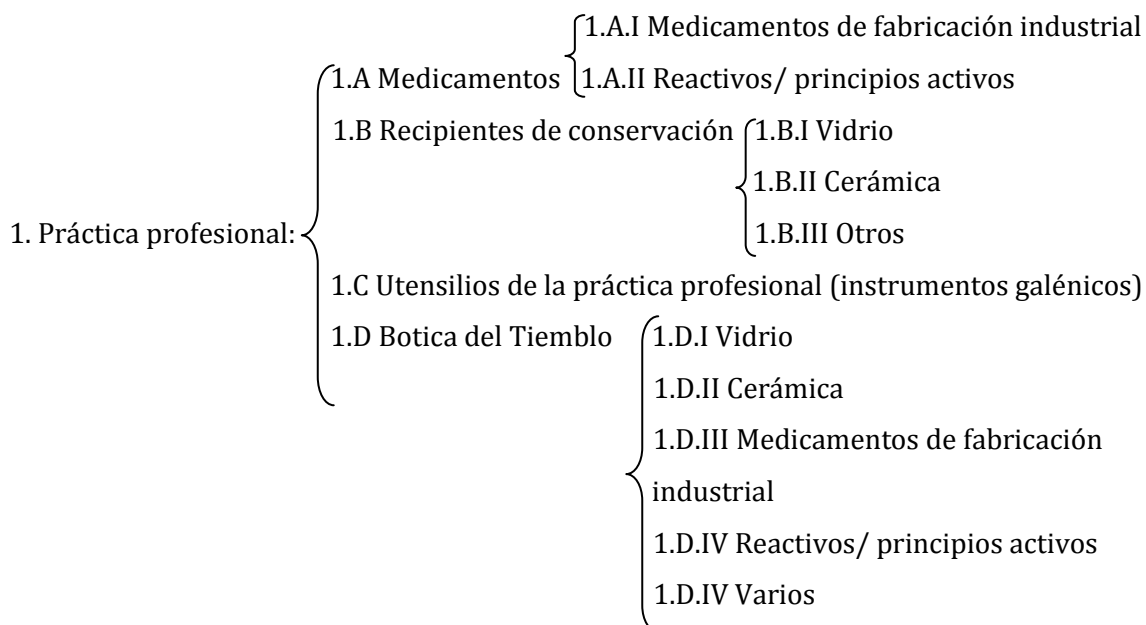 1.A.I Medicamentos de fabricación industrial
1.A Medicamentos
1.A.II Reactivos/ principios activos
1.B Recipientes de conservación
1.B.I Vidrio
1.B.II Cerámica
1. Práctica profesional:
1.B.III Otros
1.C Utensilios de la práctica profesional (instrumentos galénicos)
1.D Botica del Tiemblo
1.D.I Vidrio
1.D.II Cerámica
1.D.III Medicamentos de fabricación
industrial
1.D.IV Reactivos/ principios activos
1.D.IV Varios